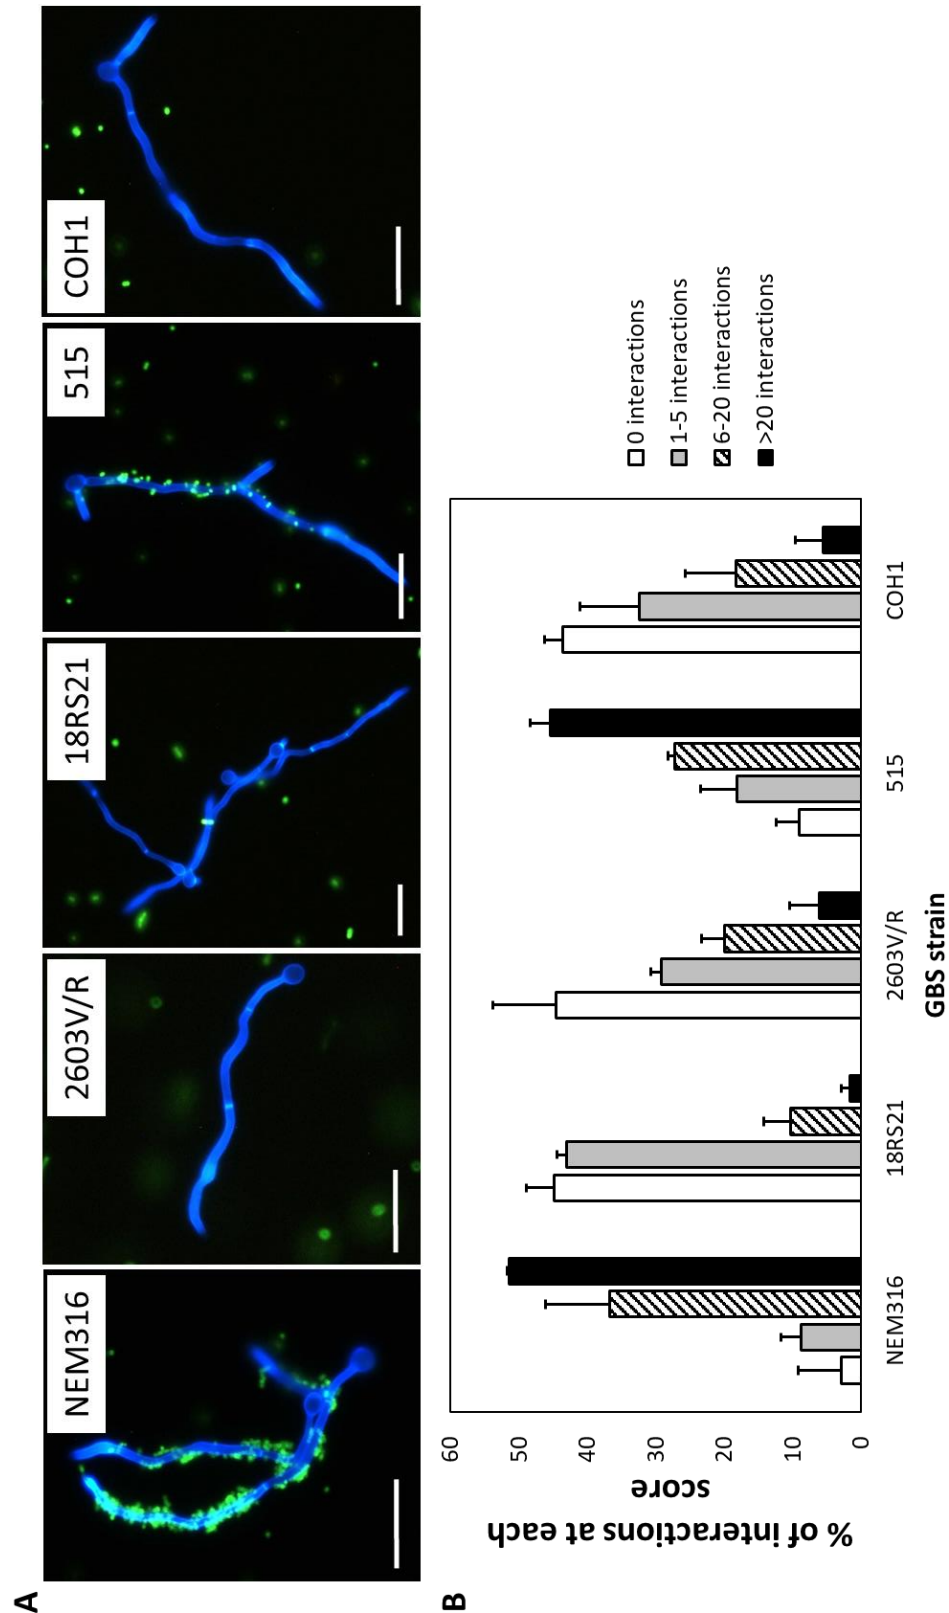 A
NEM316
2603V/R
18RS21
515
COH1
B
% of interactions at each
score
60
50
40
30
20
10
0
NEM316
18RS21
2603V/R
515
COH1
GBS strain
0 interactions
1-5 interactions
6-20 interactions
>20 interactions